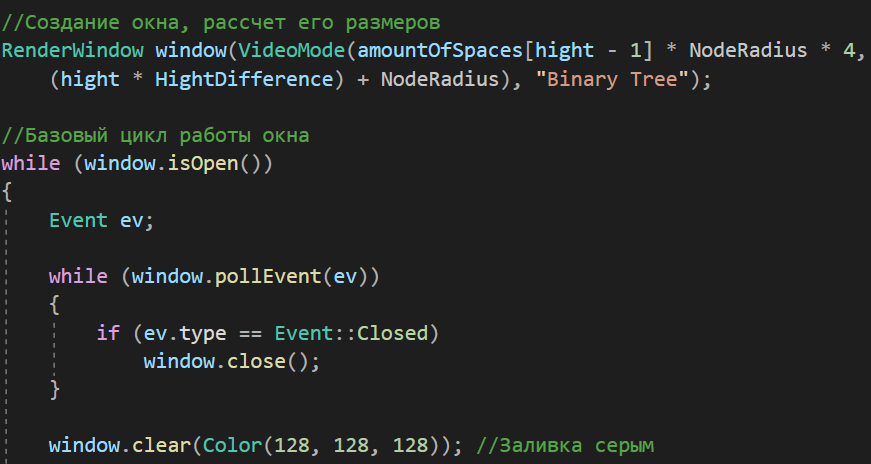 //Создание окна, рассчет его размеров
RenderWindow window(VideoMode(amountOfSpaces[hight - 1] * NodeRadius * 4,
    (hight * HightDifference) + NodeRadius), "Binary Tree");

//Базовый цикл работы окна
while (window.isOpen())
{
    Event ev;

    while (window.pollEvent(ev))
    {
        if (ev.type == Event::Closed)
            window.close();
    }

    window.clear(Color(128, 128, 128)); //Заливка серым